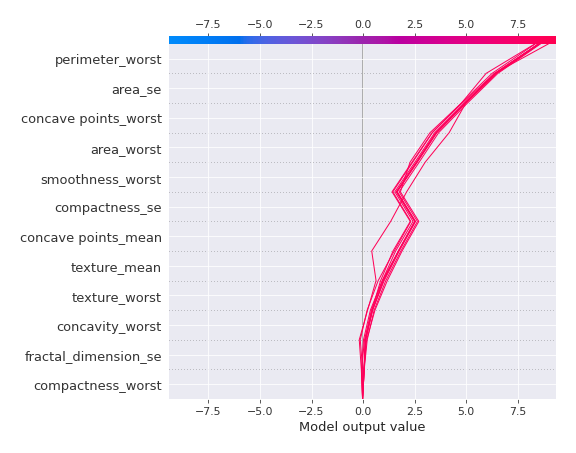 −7.5 −5.0 −2.5 0.0 2.5 5.0 7.5
perimeter_worst
area_se
concave points_worst
area_worst
smoothness_worst
compactness_se
concave points_mean
texture_mean
texture_worst
concavity_worst
fractal_dimension_se
compactness_worst
−7.5 −5.0 −2.5 0.0 2.5 5.0 7.5
Model output value